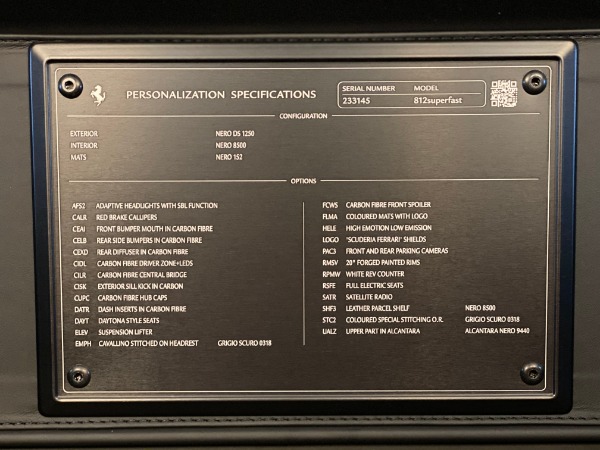 PERSONALIZATION SPECIFICATIONS
SERIAL NUMBER MODEL
233145 812superfast
CONFIGURATION
EXTERIOR NERO DS 1250
INTERIOR NERO 8500
MATS NERO 152
OPTIONS
AFS2 ADAPTIVE HEADLIGHTS WITH SBL FUNCTION
CALR RED BRAKE CALLIPERS
CEA1 FRONT BUMPER MOUTH IN CARBON FIBRE
CELB REAR SIDE BUMPERS IN CARBON FIBRE
CEXD REAR DIFFUSER IN CARBON FIBRE
CIDL CARBON FIBRE DRIVER ZONE+LEDS
CILR CARBON FIBRE CENTRAL BRIDGE
CISK EXTERIOR SILL KICK IN CARBON
CUPC CARBON FIBRE HUB CAPS
DATR DASH INSERTS IN CARBON FIBRE
DAYT DAYTONA STYLE SEATS
ELEV SUSPENSION LIFTER
EMPH CAVALLINO STITCHED ON HEADREST GRIGIO SCURO 0318
FCWS CARBON FIBRE FRONT SPOILER
FLMA COLOURED MATS WITH LOGO
HELE HIGH EMOTION LOW EMISSION
LOGO "SCUDERIA FERRARI" SHIELDS
PAC3 FRONT AND REAR PARKING CAMERAS
RMSV 20" FORGED PAINTED RIMS
RPMW WHITE REV COUNTER
RSFE FULL ELECTRIC SEATS
SATR SATELLITE RADIO
SHF3 LEATHER PARCEL SHELF NERO 8500
STC2 COLOURED SPECIAL STITCHING O.R. GRIGIO SCURO 0318
UALZ UPPER PART IN ALCANTARA ALCANTARA NERO 9440